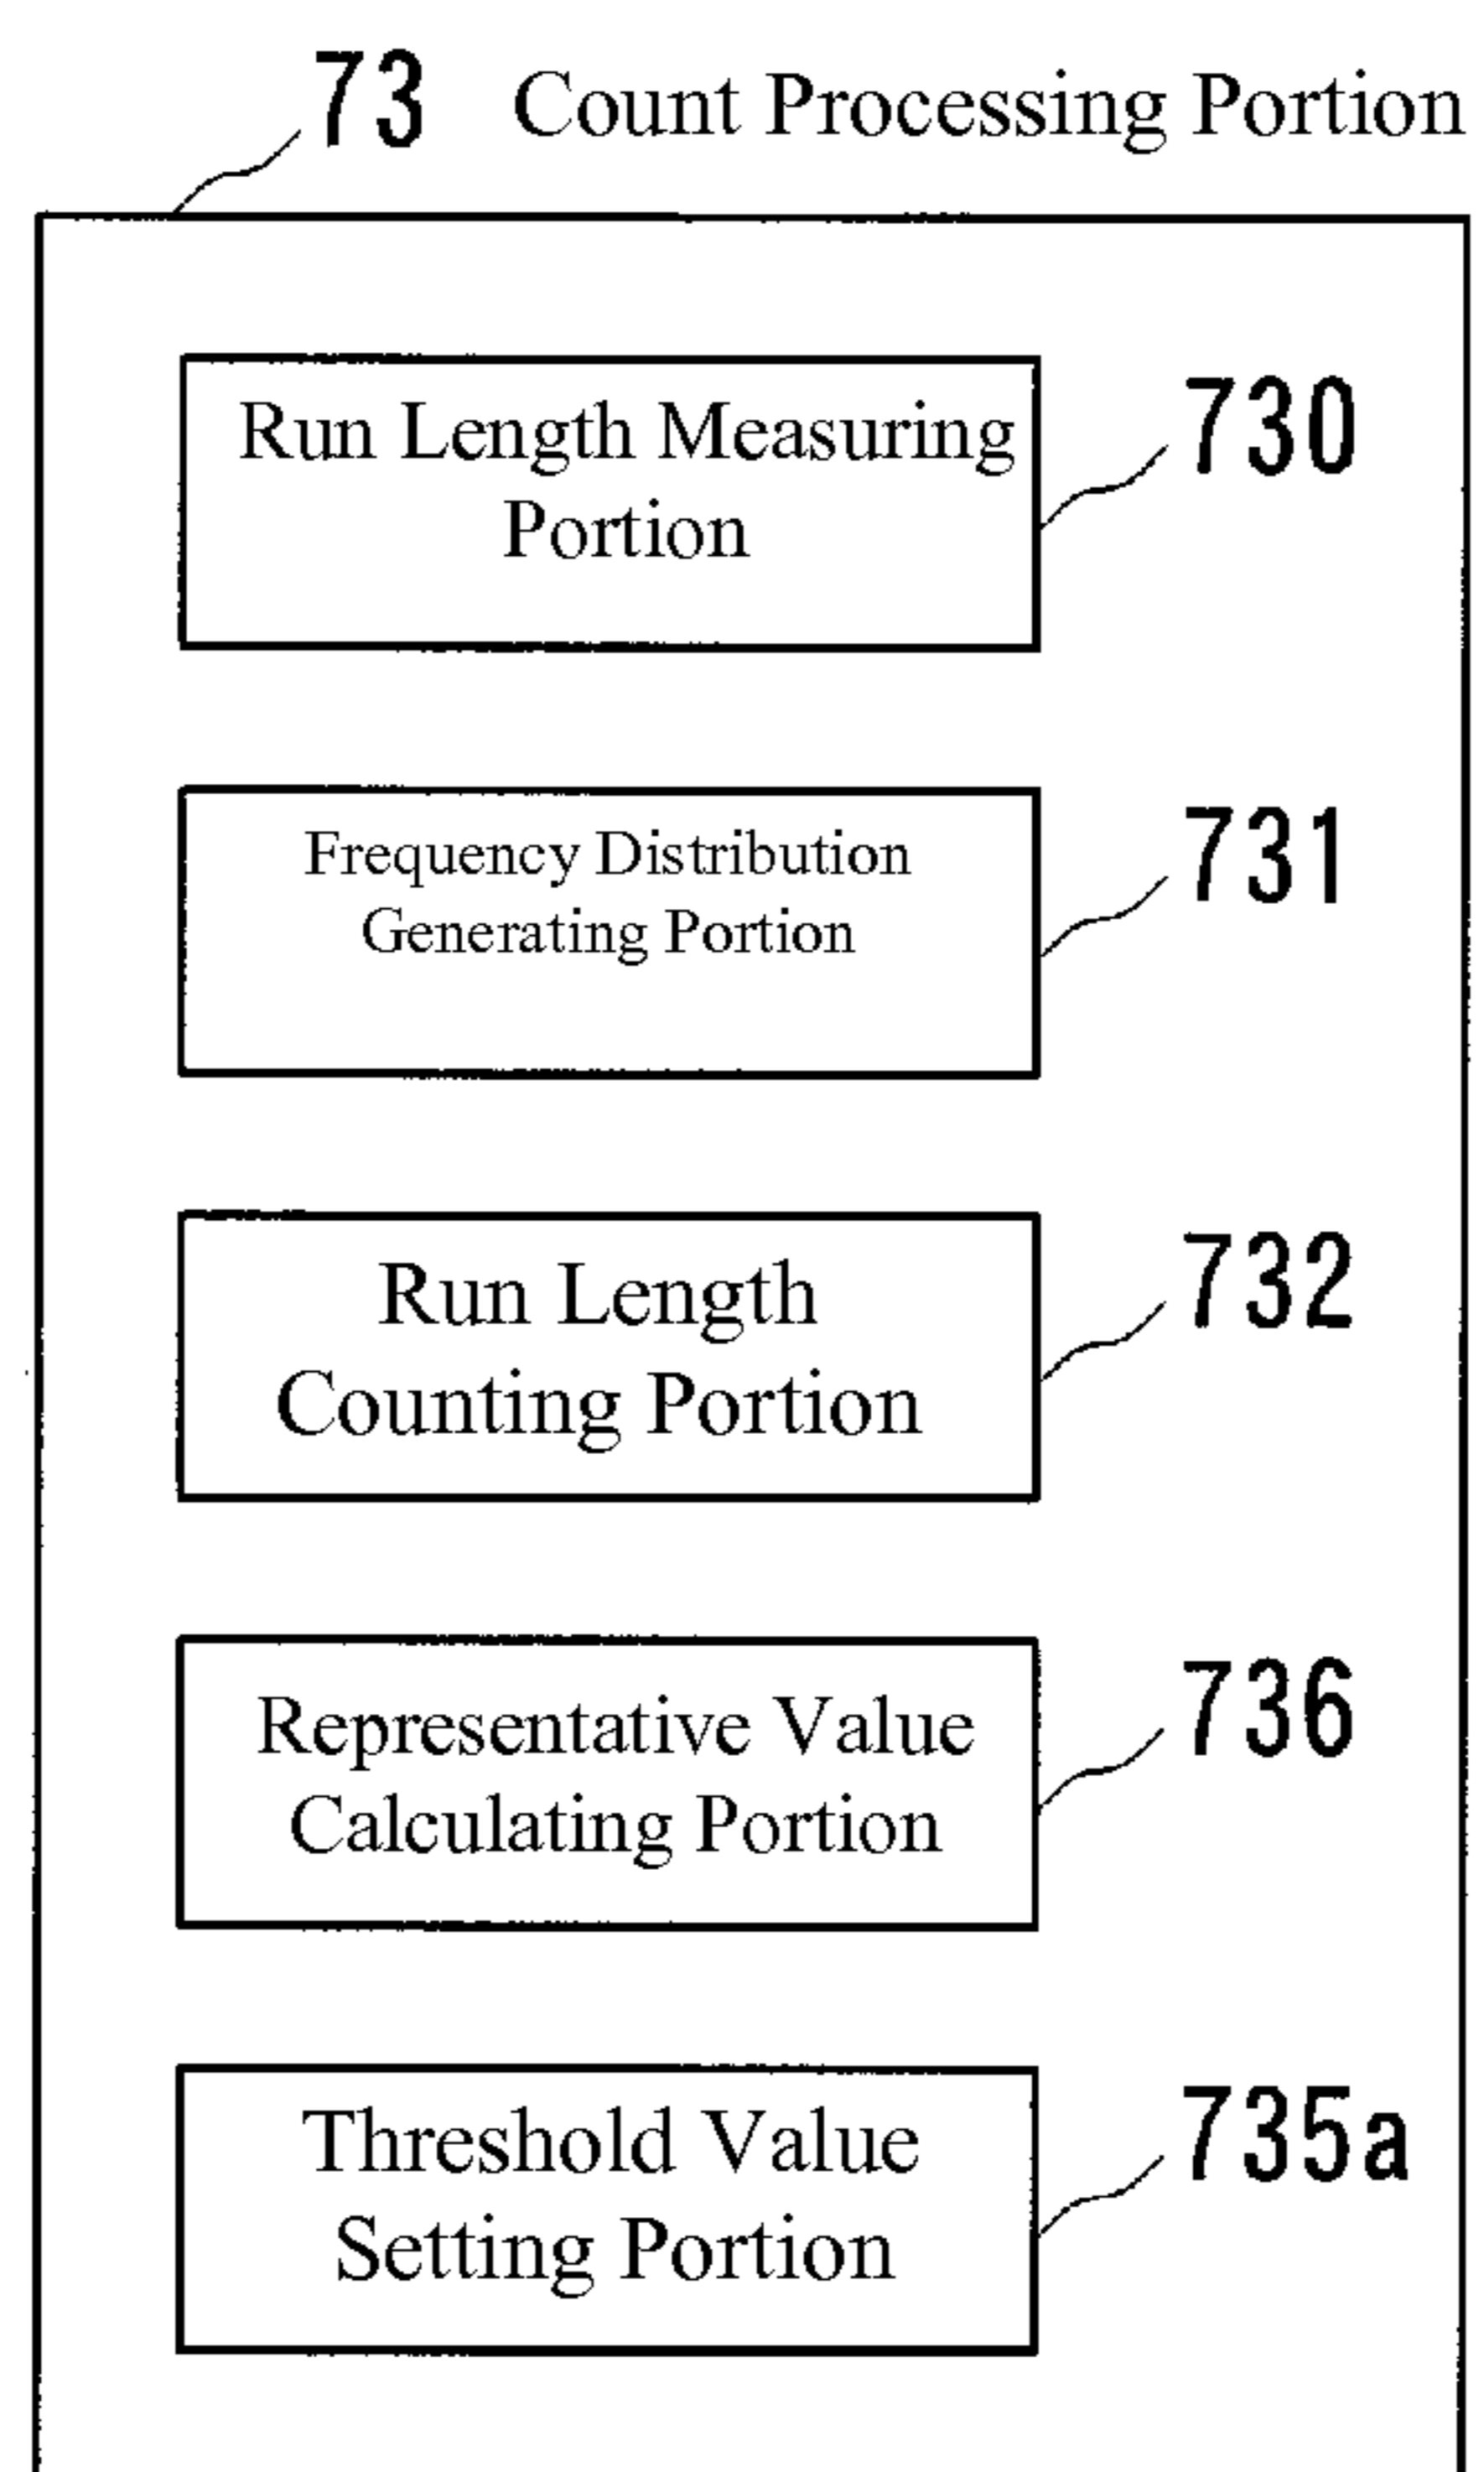 73 Count Processing Portion
Run Length Measuring
Portion
730
Frequency Distribution
Generating Portion
731
Run Length
Counting Portion
732
Representative Value
Calculating Portion
736
Threshold Value
Setting Portion
735a